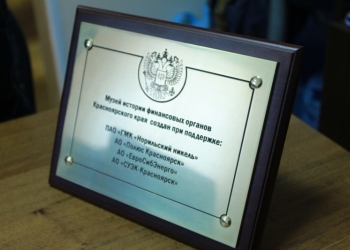 Музей истории финансовых органов
Красноярского края создан при поддержке:
ПАО «ГМК «Норильский никель»
АО «Полюс Красноярск»
АО «ЕвроСибЭнерго»
АО «СУЭК Красноярск»